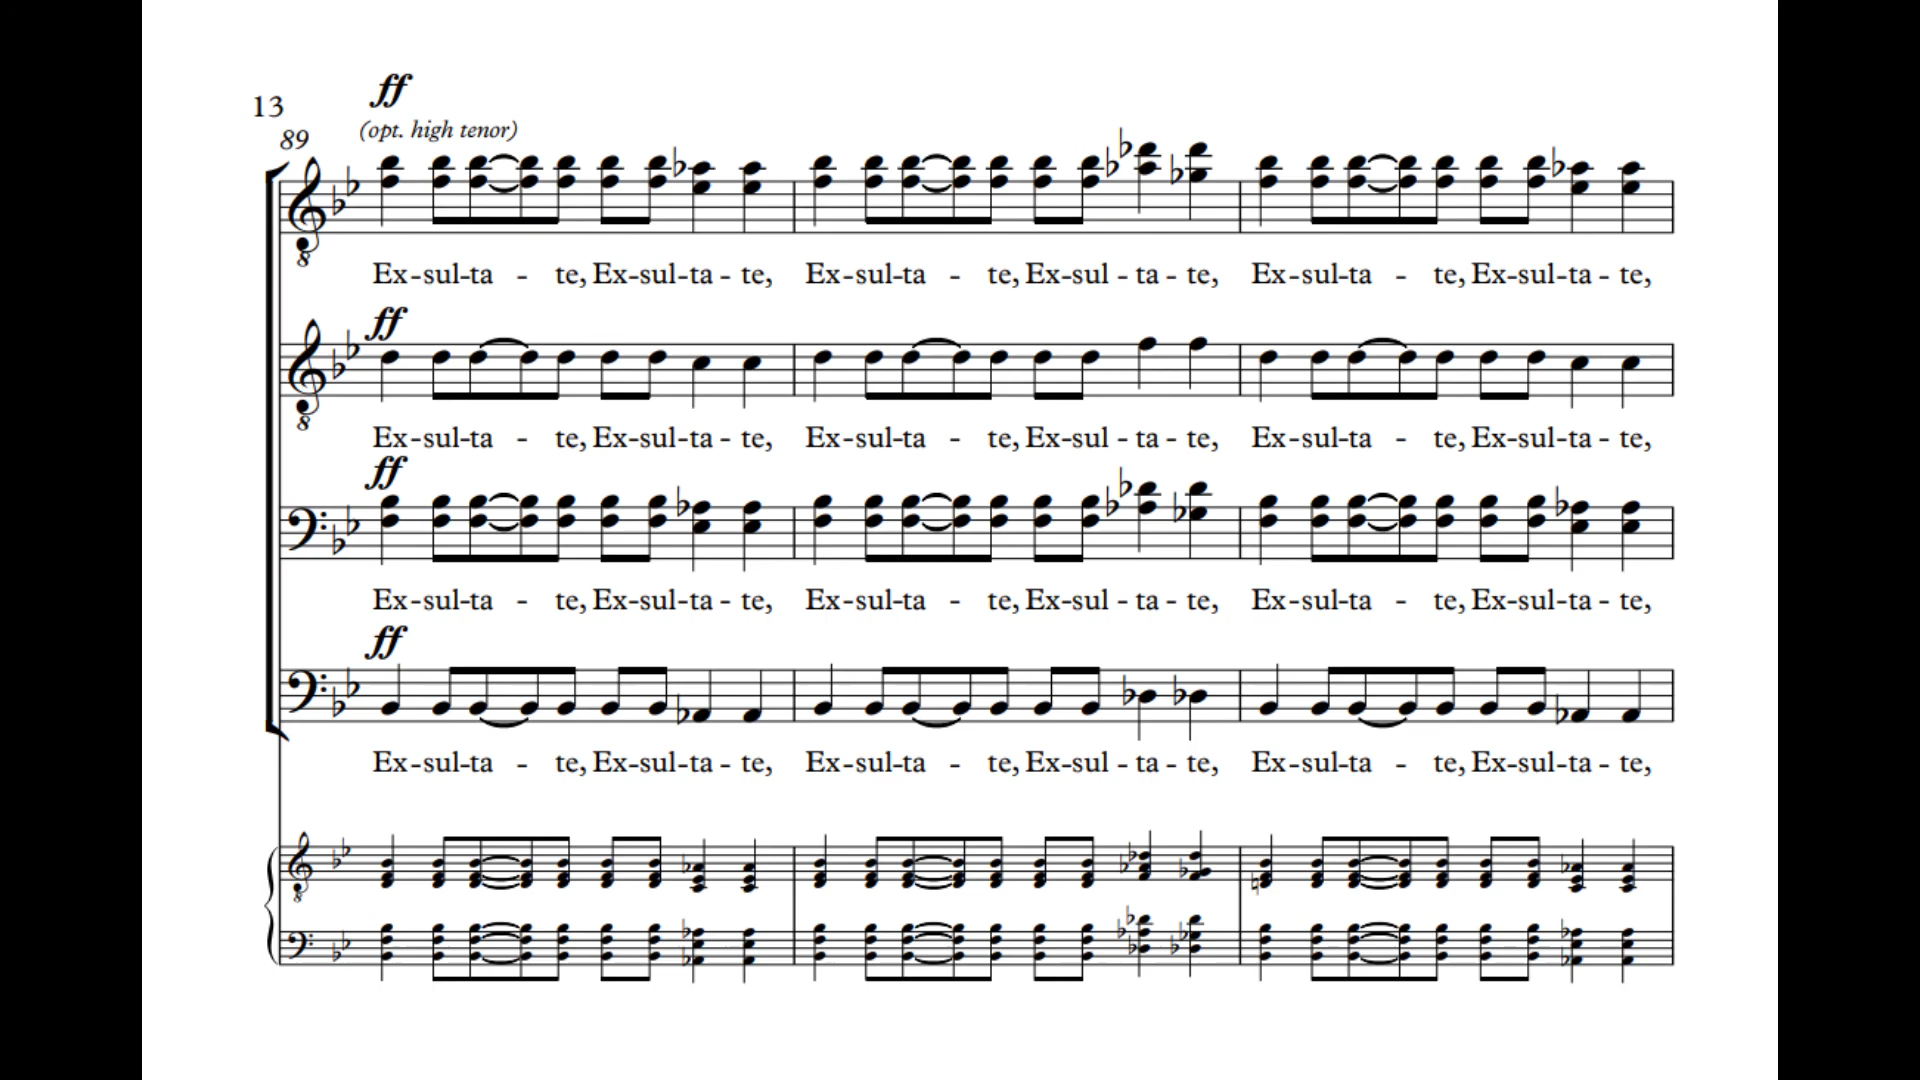 ff
13
(opt. high tenor)
89
8
Ex-sul-ta - te, Ex-sul-ta - te, Ex-sul-ta - te, Ex-sul - ta - te, Ex-sul-ta - te, Ex-sul-ta - te,
ff
8
Ex-sul-ta - te, Ex-sul-ta - te, Ex-sul-ta - te, Ex-sul - ta - te, Ex-sul-ta - te, Ex-sul-ta - te,
ff
Ex-sul-ta - te, Ex-sul-ta - te, Ex-sul-ta - te, Ex-sul - ta - te, Ex-sul-ta - te, Ex-sul-ta - te,
ff
Ex-sul-ta - te, Ex-sul-ta - te, Ex-sul-ta - te, Ex-sul - ta - te, Ex-sul-ta - te, Ex-sul-ta - te,
8